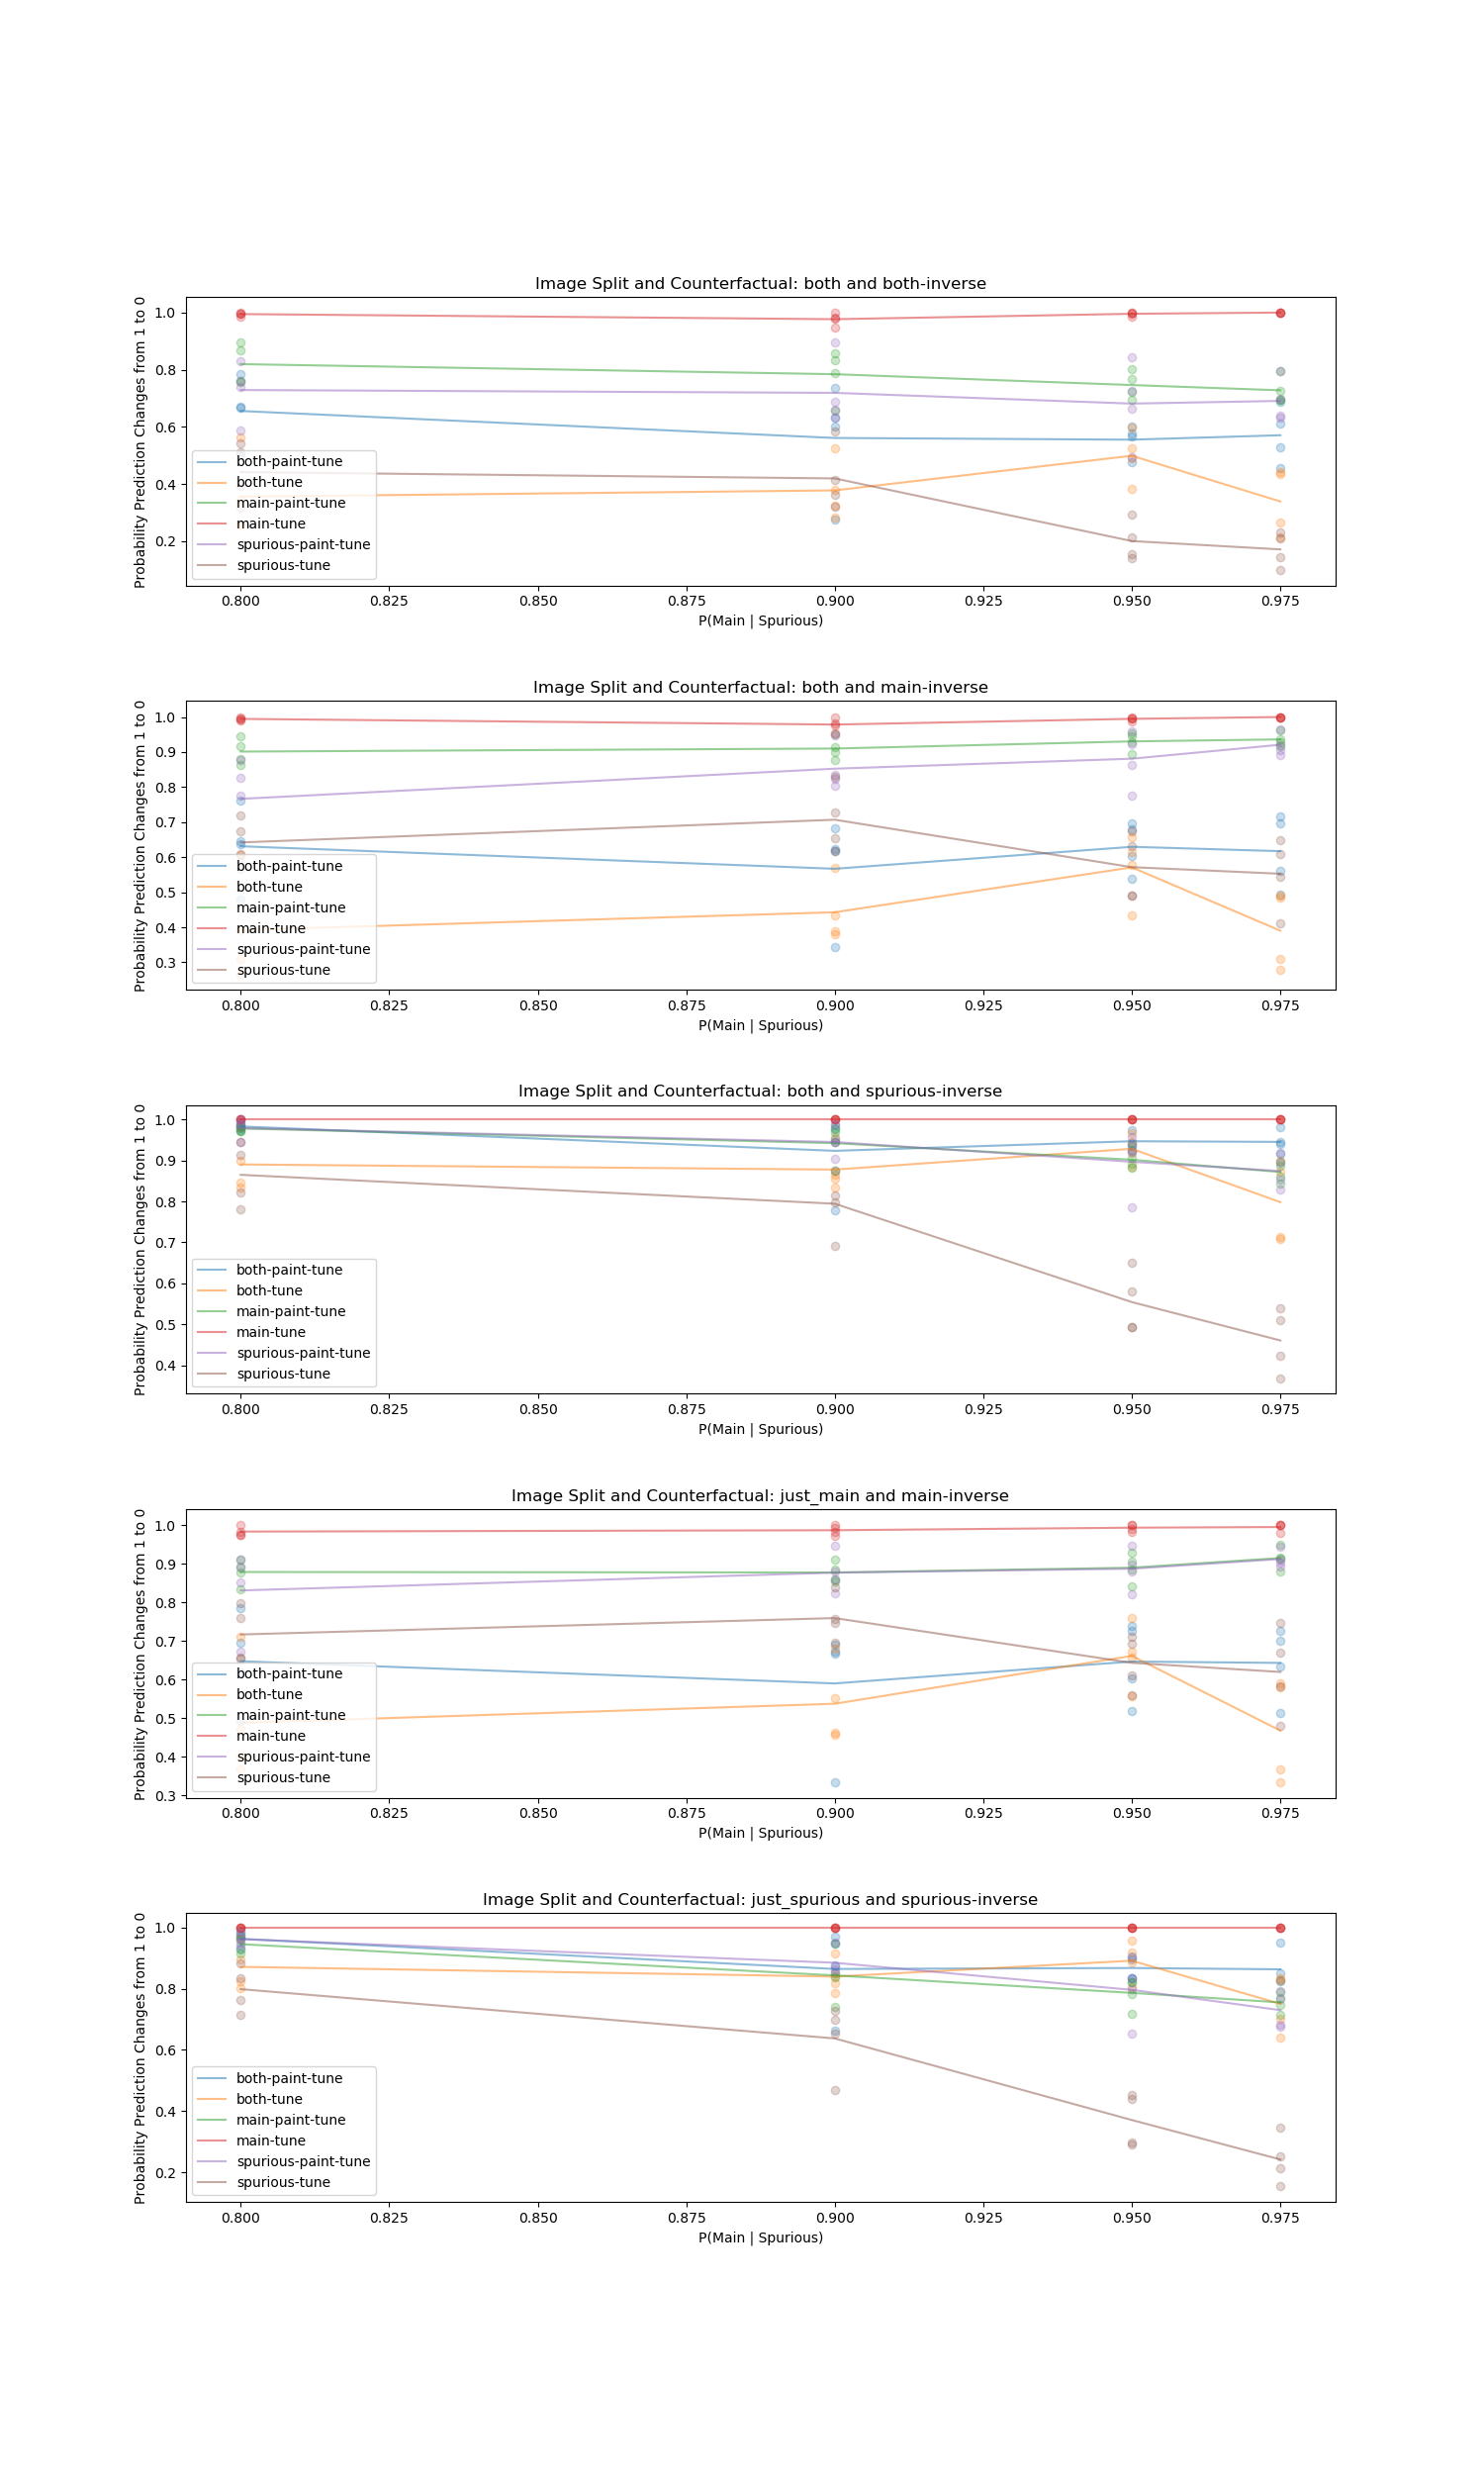 Image Split and Counterfactual: both and both-inverse
Probability Prediction Changes from 1 to 0
1.0
0.8
0.6
0.4
0.2
both-paint-tune
both-tune
main-paint-tune
main-tune
spurious-paint-tune
spurious-tune
0.800 0.825 0.850 0.875 0.900 0.925 0.950 0.975
P(Main | Spurious)
Image Split and Counterfactual: both and main-inverse
Probability Prediction Changes from 1 to 0
1.0
0.9
0.8
0.7
0.6
0.5
0.4
0.3
both-paint-tune
both-tune
main-paint-tune
main-tune
spurious-paint-tune
spurious-tune
0.800 0.825 0.850 0.875 0.900 0.925 0.950 0.975
P(Main | Spurious)
Image Split and Counterfactual: both and spurious-inverse
Probability Prediction Changes from 1 to 0
1.0
0.9
0.8
0.7
0.6
0.5
0.4
both-paint-tune
both-tune
main-paint-tune
main-tune
spurious-paint-tune
spurious-tune
0.800 0.825 0.850 0.875 0.900 0.925 0.950 0.975
P(Main | Spurious)
Image Split and Counterfactual: just_main and main-inverse
Probability Prediction Changes from 1 to 0
1.0
0.9
0.8
0.7
0.6
0.5
0.4
0.3
both-paint-tune
both-tune
main-paint-tune
main-tune
spurious-paint-tune
spurious-tune
0.800 0.825 0.850 0.875 0.900 0.925 0.950 0.975
P(Main | Spurious)
Image Split and Counterfactual: just_spurious and spurious-inverse
Probability Prediction Changes from 1 to 0
1.0
0.8
0.6
0.4
0.2
both-paint-tune
both-tune
main-paint-tune
main-tune
spurious-paint-tune
spurious-tune
0.800 0.825 0.850 0.875 0.900 0.925 0.950 0.975
P(Main | Spurious)